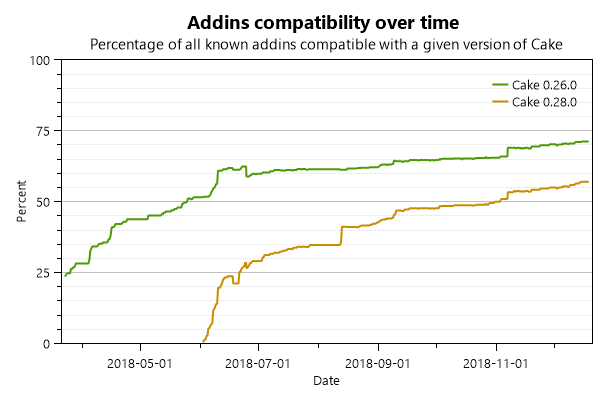 Addins compatibility over time
Percentage of all known addins compatible with a given version of Cake
100
Cake 0.26.0
Cake 0.28.0
75
Percent
50
25
0
2018-05-01 2018-07-01 2018-09-01 2018-11-01
Date